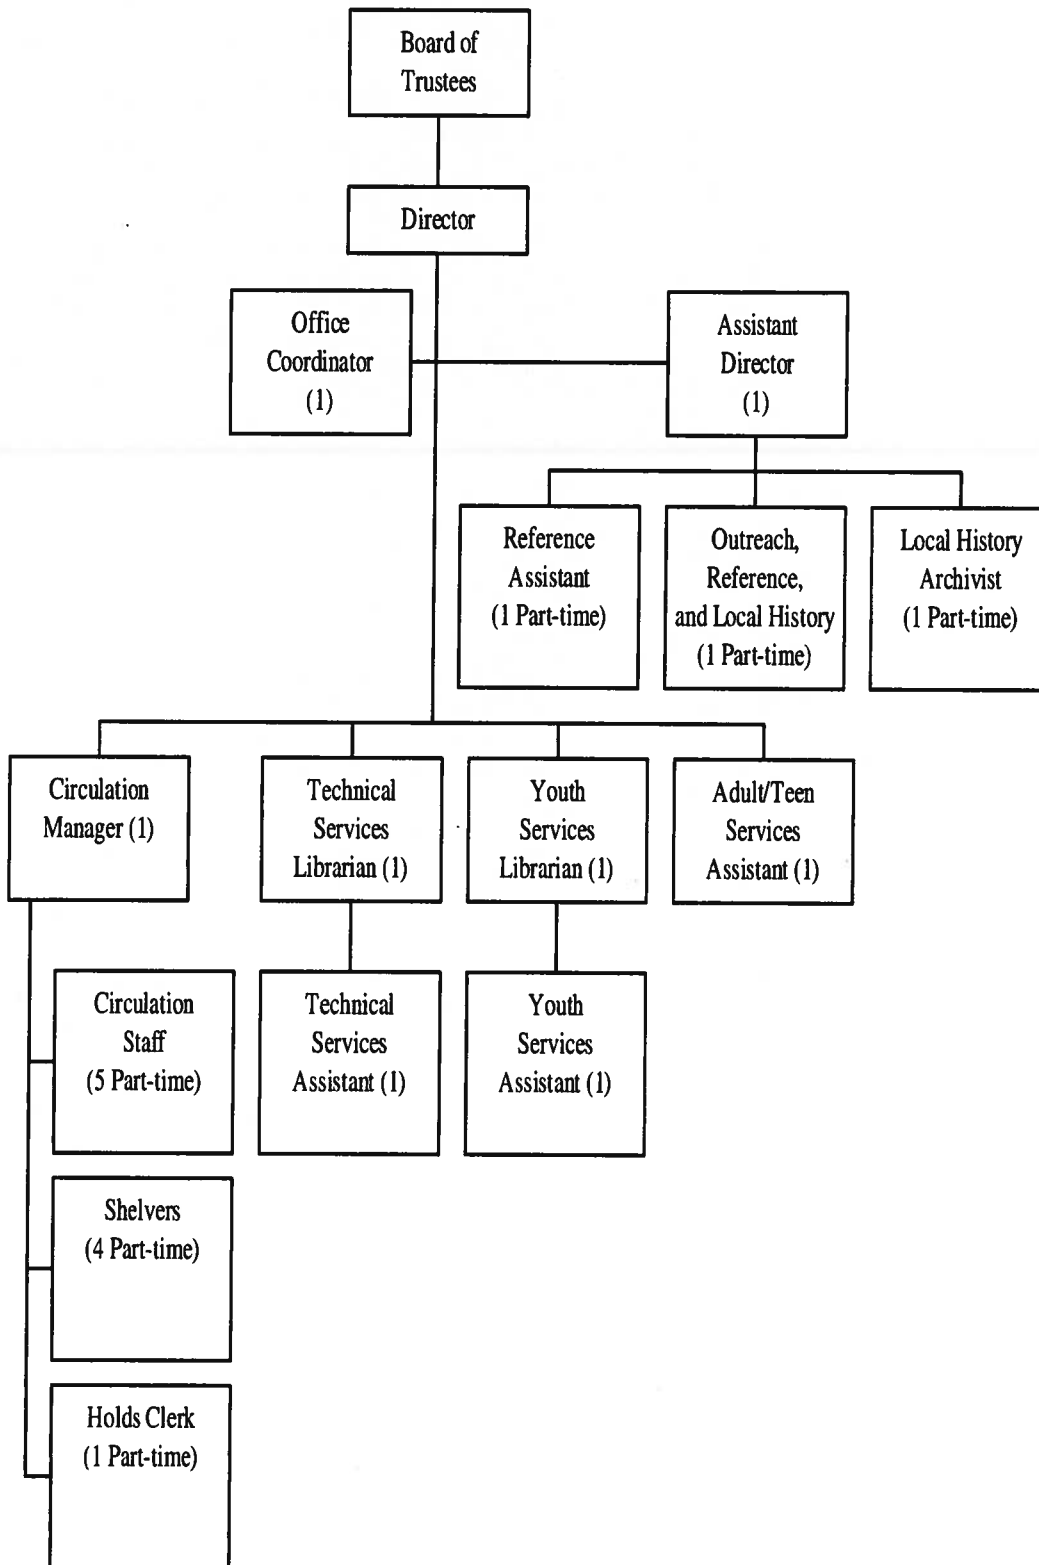 Board of
Trustees
Director
Office
Coordinator
(1)
Assistant
Director
(1)
Reference
Assistant
(1 Part-time)
Outreach,
Reference,
and Local History
(1 Part-time)
Local History
Archivist
(1 Part-time)
Circulation
Manager (1)
Technical
Services
Librarian (1)
Youth
Services
Librarian (1)
Adult/Teen
Services
Assistant (1)
Circulation
Staff
(5 Part-time)
Technical
Services
Assistant (1)
Youth
Services
Assistant (1)
Shelvers
(4 Part-time)
Holds Clerk
(1 Part-time)